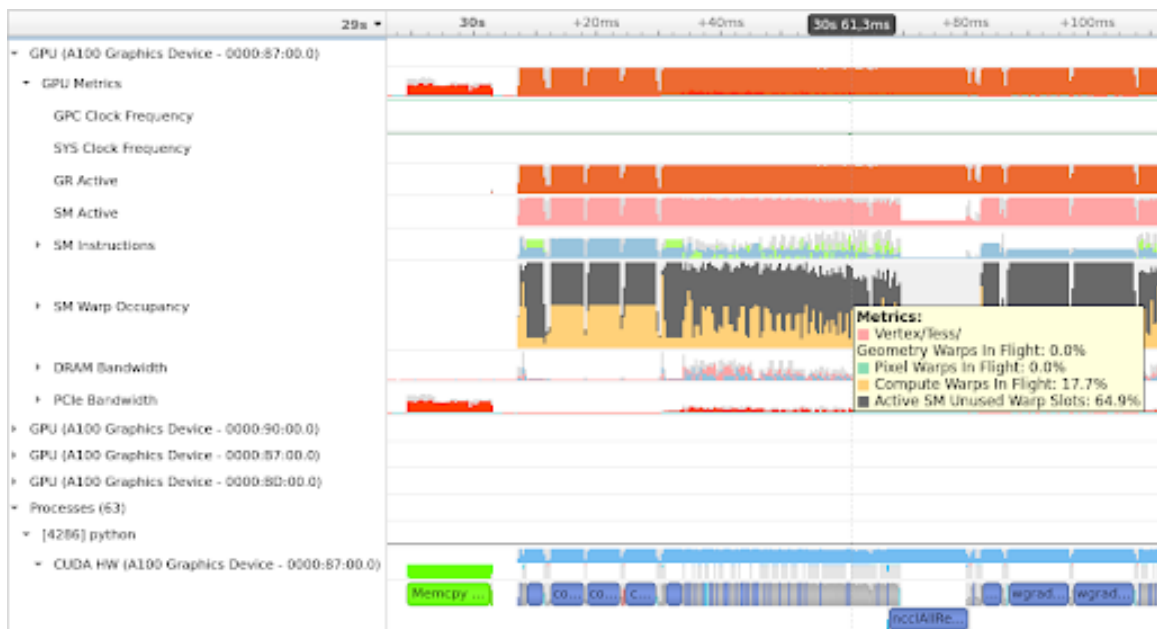 29s 30s +20ms +40ms 30s 61,3ms +80ms +100ms
GPU (A100 Graphics Device - 0000:87:00.0)
GPU Metrics
GPC Clock Frequency
SYS Clock Frequency
GR Active
SM Active
SM Instructions
SM Warp Occupancy
Metrics:
Vertex/Tess/
Geometry Warps In Flight: 0.0%
Pixel Warps In Flight: 0.0%
Compute Warps In Flight: 17.7%
Active SM Unused Warp Slots: 64.9%
DRAM Bandwidth
PCIe Bandwidth
GPU (A100 Graphics Device - 0000:90:00.0)
GPU (A100 Graphics Device - 0000:B7:00.0)
GPU (A100 Graphics Device - 0000:BD:00.0)
Processes (63)
[4286] python
CUDA HW (A100 Graphics Device - 0000:87:00.0)
Memcpy ... co... co... c... ... wgrad... wgrad...
ncclAllRe...